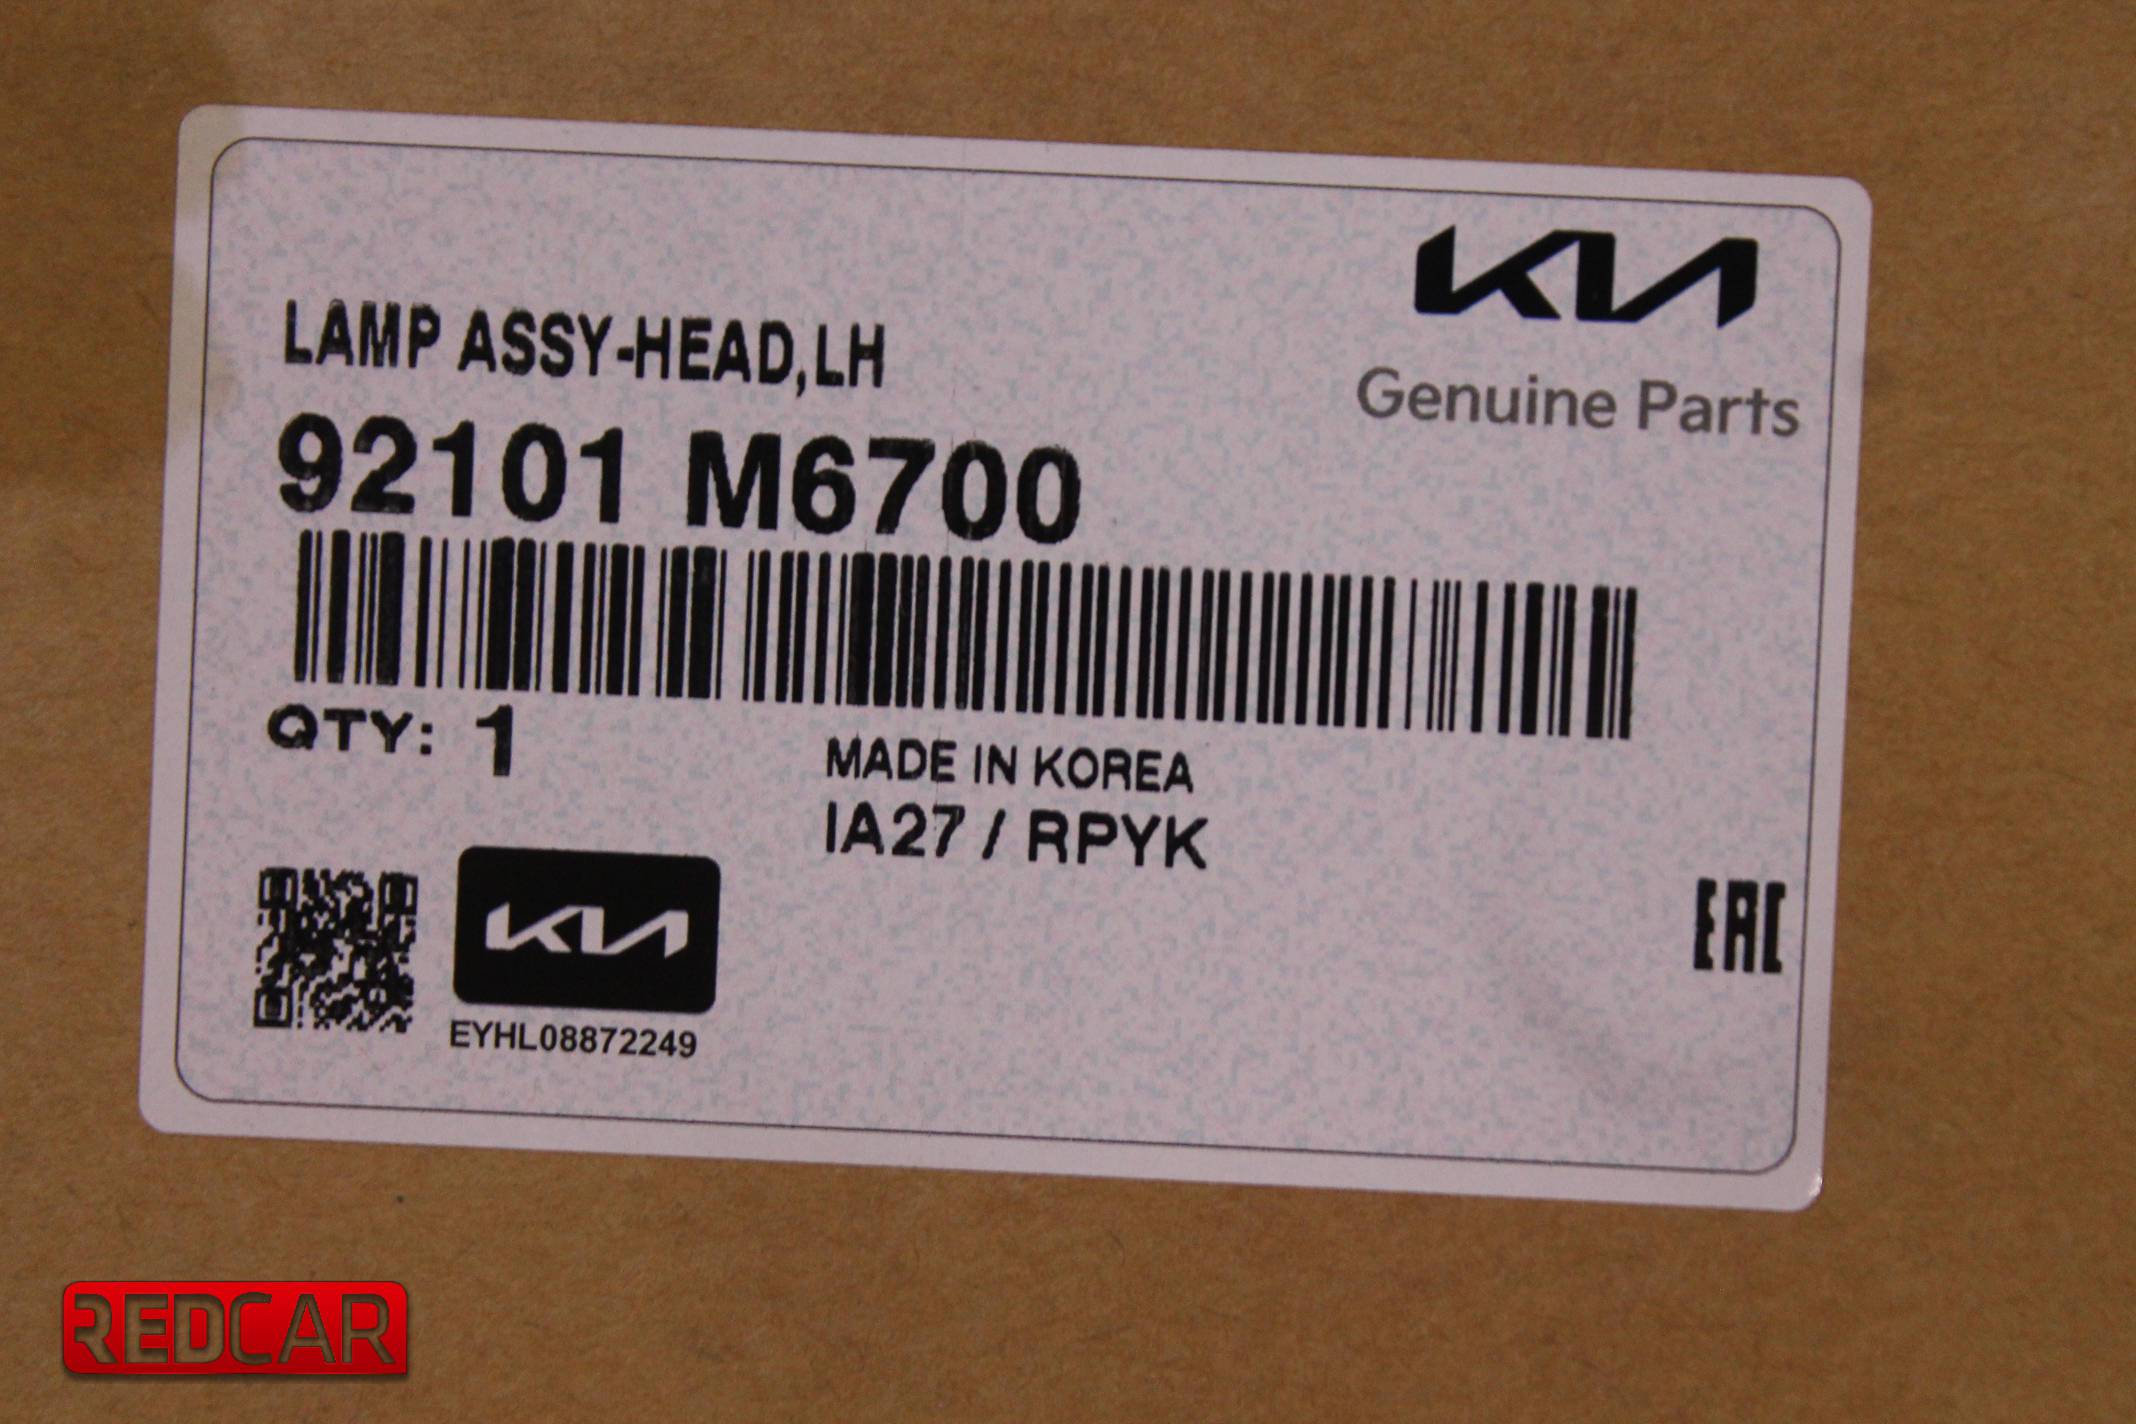 KIA
Genuine Parts
LAMP ASSY-HEAD,LH
92101 M6700
QTY: 1
MADE IN KOREA
IA27 / RPYK
KIA
EYHL08872249
EAC
REDCAR